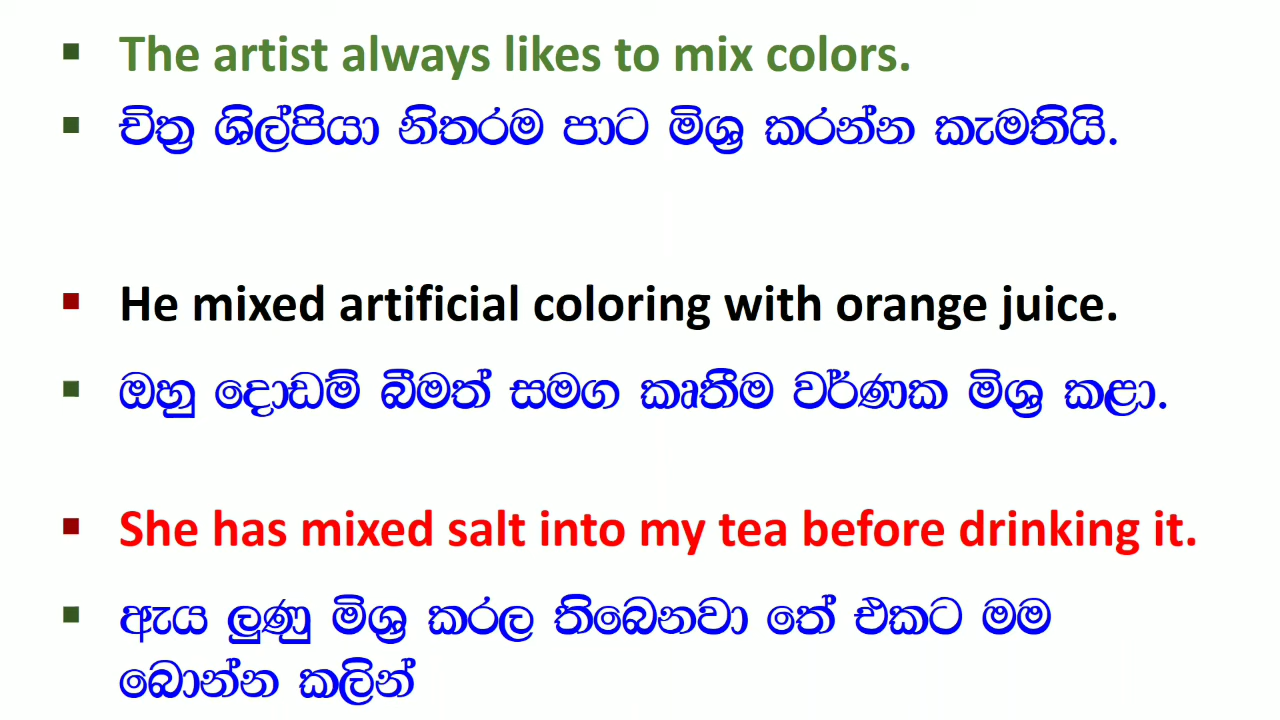 ▪ The artist always likes to mix colors.
▪ චිත්‍ර ශිල්පියා නිතරම පාට මිශ්‍ර කරන්න කැමතියි.
▪ He mixed artificial coloring with orange juice.
▪ ඔහු දොඩම් බීමත් සමග කෘතීම වර්ණක මිශ්‍ර කළා.
▪ She has mixed salt into my tea before drinking it.
▪ ඇය ලුණු මිශ්‍ර කරල තිබෙනවා තේ එකට මම
බොන්න කලින්